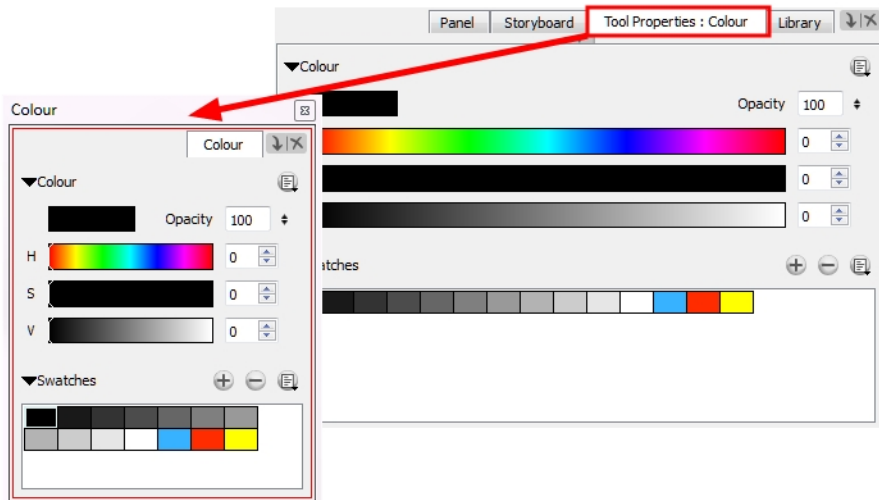 Panel Storyboard Tool Properties : Colour Library
Colour
Opacity 100
0
0
0
atches
Colour
Colour
Colour
Opacity 100
H 0
S 0
V 0
Swatches